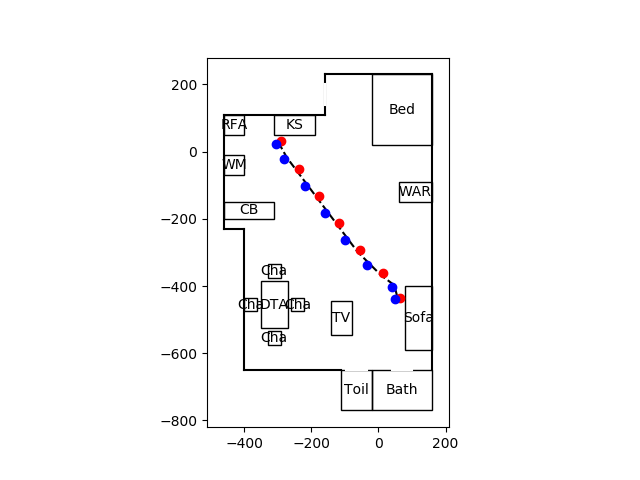 200
0
−200
−400
−600
−800
−400
−200
0
200
Bed
RFA
KS
WM
WAR
CB
Cha
Cha
DTA
Cha
Cha
TV
Sofa
Toil
Bath